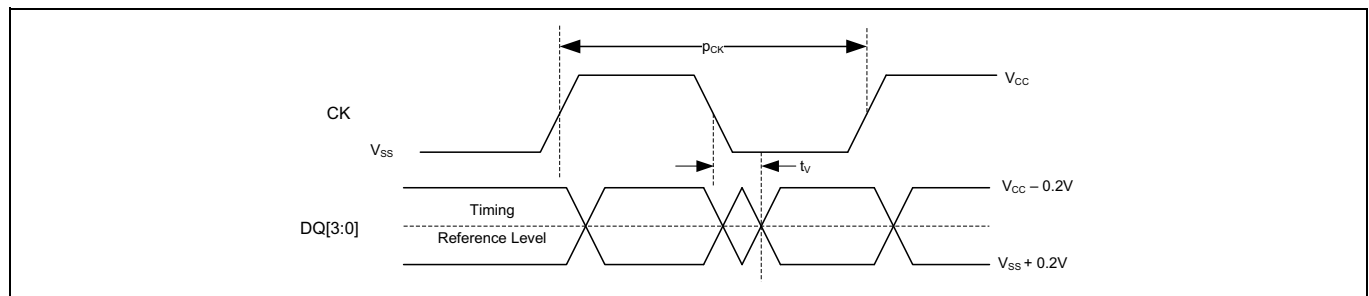 pCK
VCC
CK
VSS
tV
VCC – 0.2V
Timing
DQ[3:0]
Reference Level
VSS + 0.2V